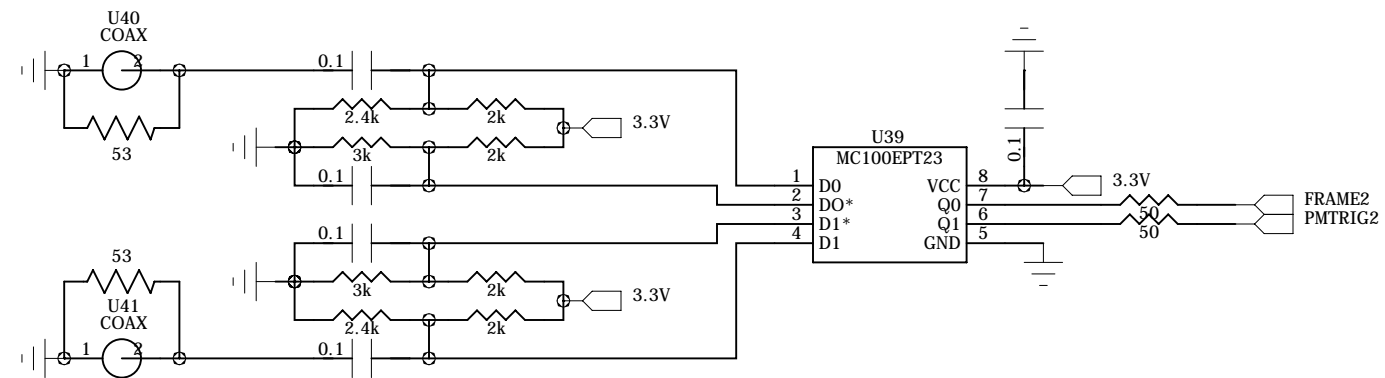 U40
COAX
1 2
53
0.1
2.4k 2k
3.3V
3k 2k
0.1
0.1
3.3V
U39
MC100EPT23
1 D0 VCC 8
2 DO* Q0 7
3 D1* Q1 6
4 D1 GND 5
50
50
FRAME2
PMTRIG2
0.1
3k 2k
3.3V
2.4k 2k
0.1
53
U41
COAX
1 2